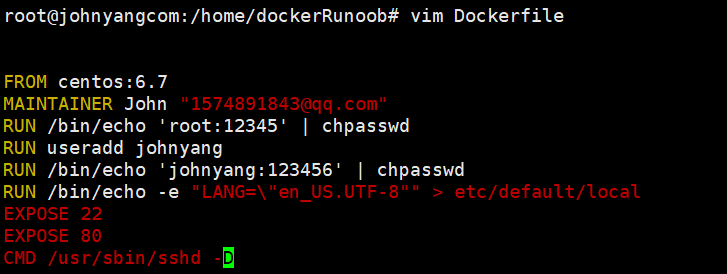 root@johnyangcom:/home/dockerRunoob# vim Dockerfile
FROM centos:6.7
MAINTAINER John "1574891843@qq.com"
RUN /bin/echo 'root:12345' | chpasswd
RUN useradd johnyang
RUN /bin/echo 'johnyang:123456' | chpasswd
RUN /bin/echo -e "LANG=\"en_US.UTF-8"" > etc/default/local
EXPOSE 22
EXPOSE 80
CMD /usr/sbin/sshd -D